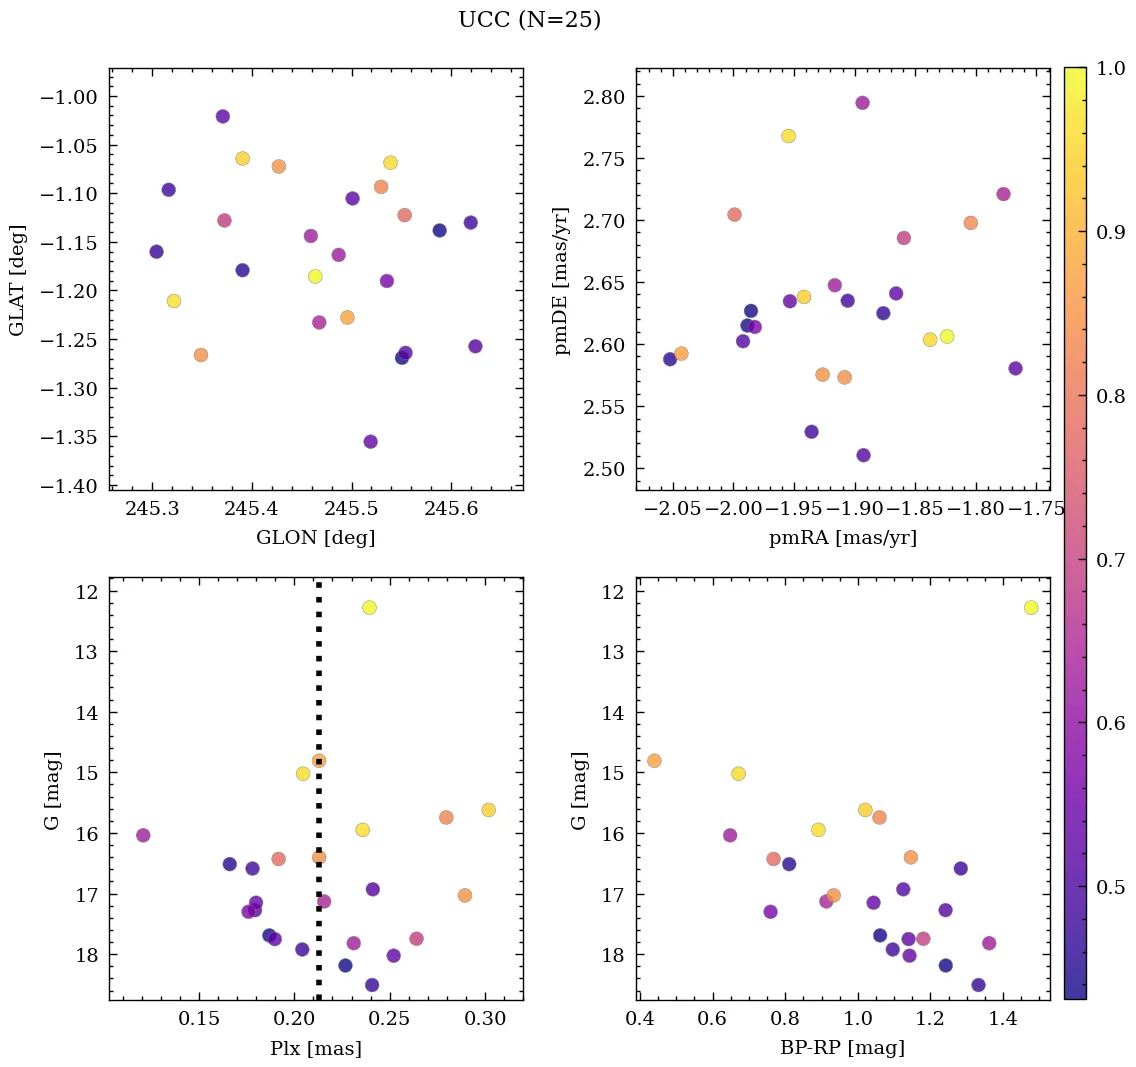 UCC (N=25)
−1.00
−1.05
−1.10
−1.15
−1.20
−1.25
−1.30
−1.35
−1.40
GLAT [deg]
245.3 245.4 245.5 245.6
GLON [deg]
2.80
2.75
2.70
2.65
2.60
2.55
2.50
pmDE [mas/yr]
−2.05 −2.00 −1.95 −1.90 −1.85 −1.80 −1.75
pmRA [mas/yr]
12
13
14
15
16
17
18
G [mag]
0.15 0.20 0.25 0.30
Plx [mas]
12
13
14
15
16
17
18
G [mag]
0.4 0.6 0.8 1.0 1.2 1.4
BP-RP [mag]
1.0
0.9
0.8
0.7
0.6
0.5